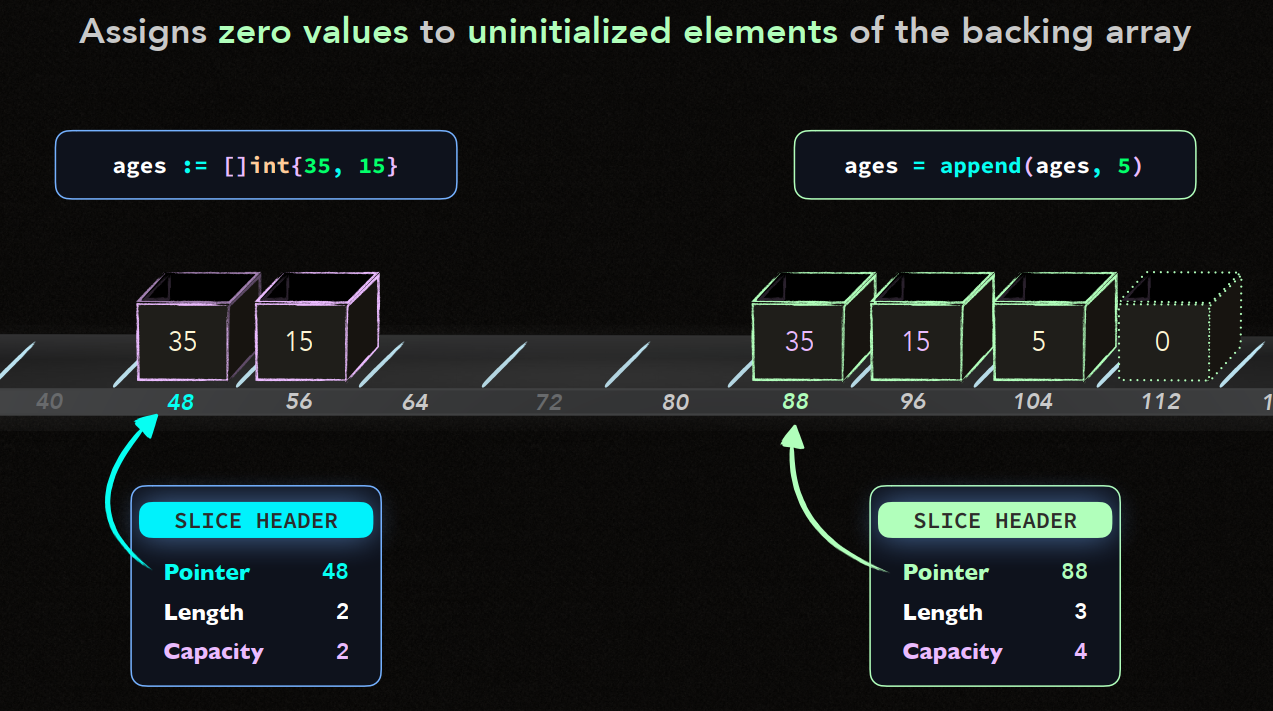 Assigns zero values to uninitialized elements of the backing array
ages := []int{35, 15}
ages = append(ages, 5)
35 15 35 15 5 0
40 48 56 64 72 80 88 96 104 112
SLICE HEADER
Pointer 48
Length 2
Capacity 2
SLICE HEADER
Pointer 88
Length 3
Capacity 4